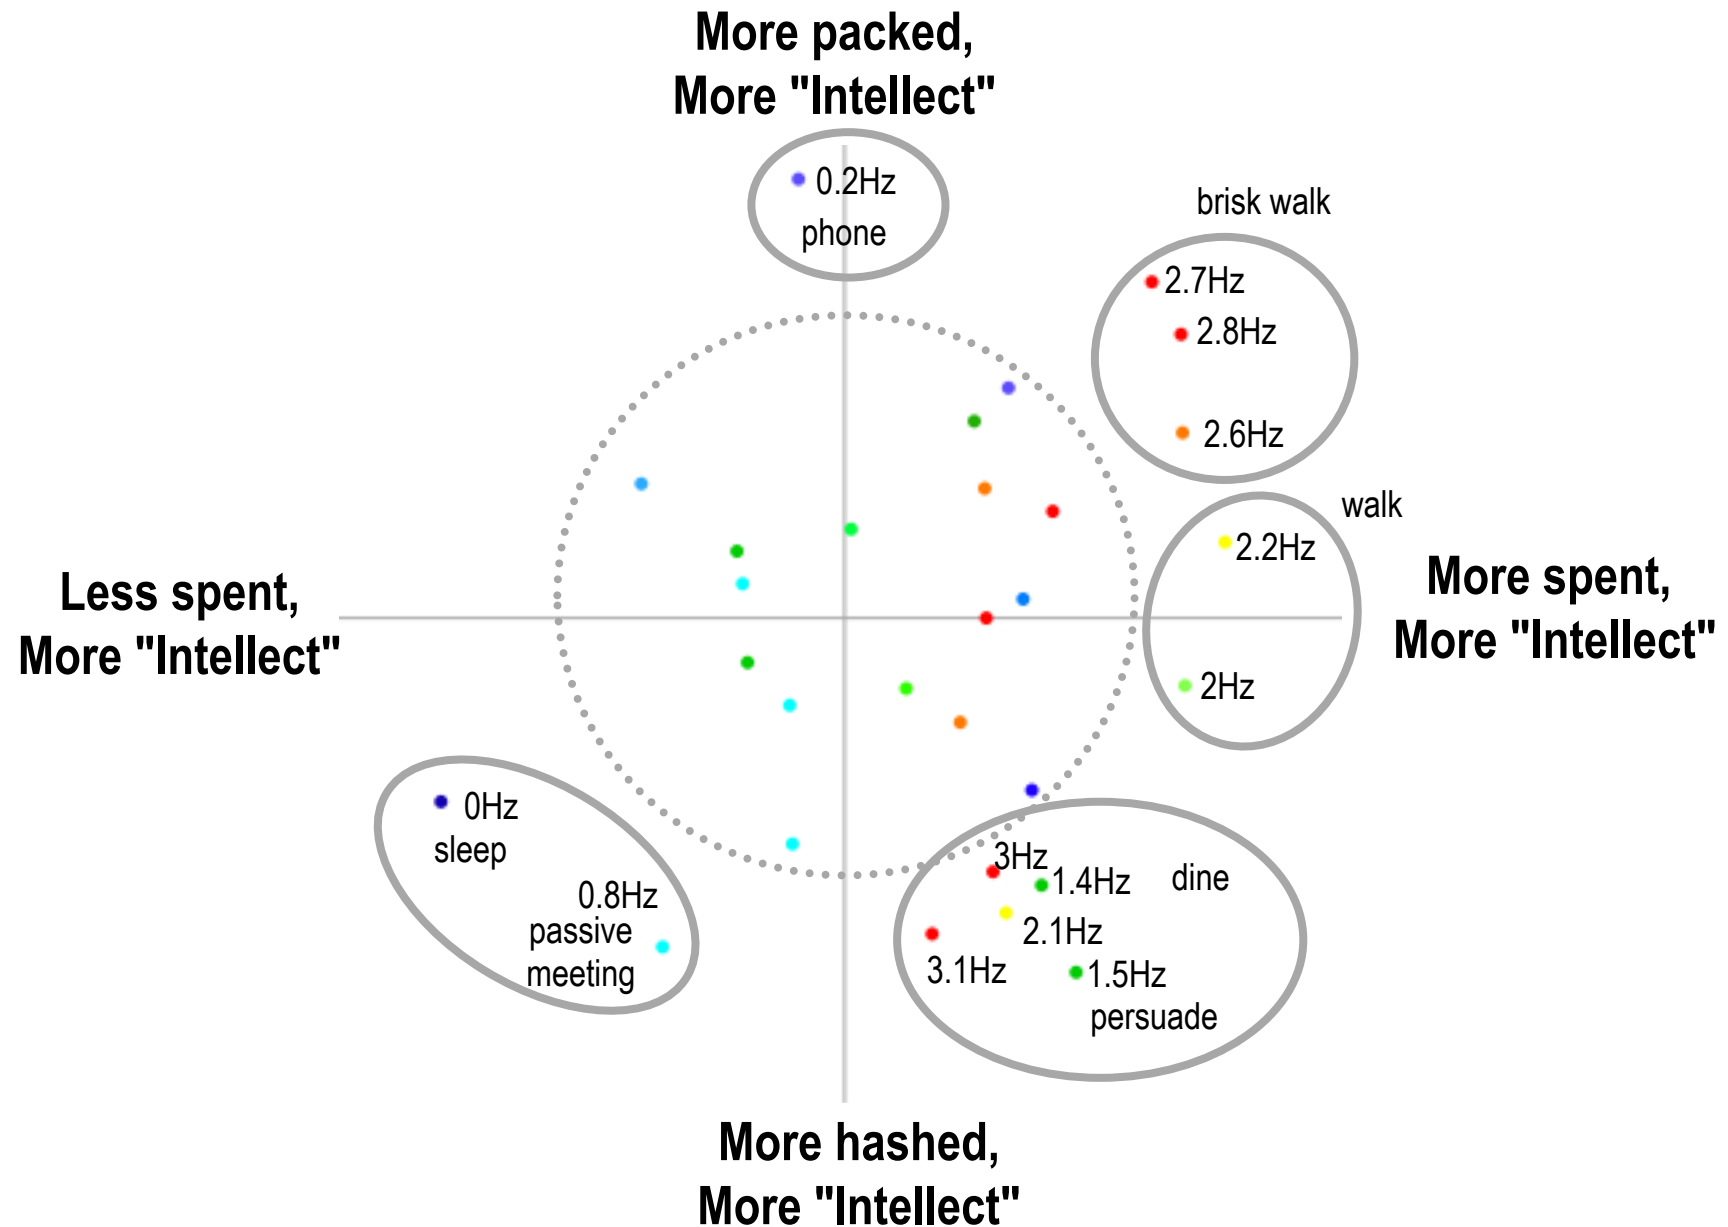 More packed,
More "Intellect"
0.2Hz
phone
brisk walk
2.7Hz
2.8Hz
2.6Hz
walk
2.2Hz
2Hz
Less spent,
More "Intellect"
More spent,
More "Intellect"
0Hz
sleep
0.8Hz
passive
meeting
3Hz
1.4Hz
dine
2.1Hz
3.1Hz
1.5Hz
persuade
More hashed,
More "Intellect"